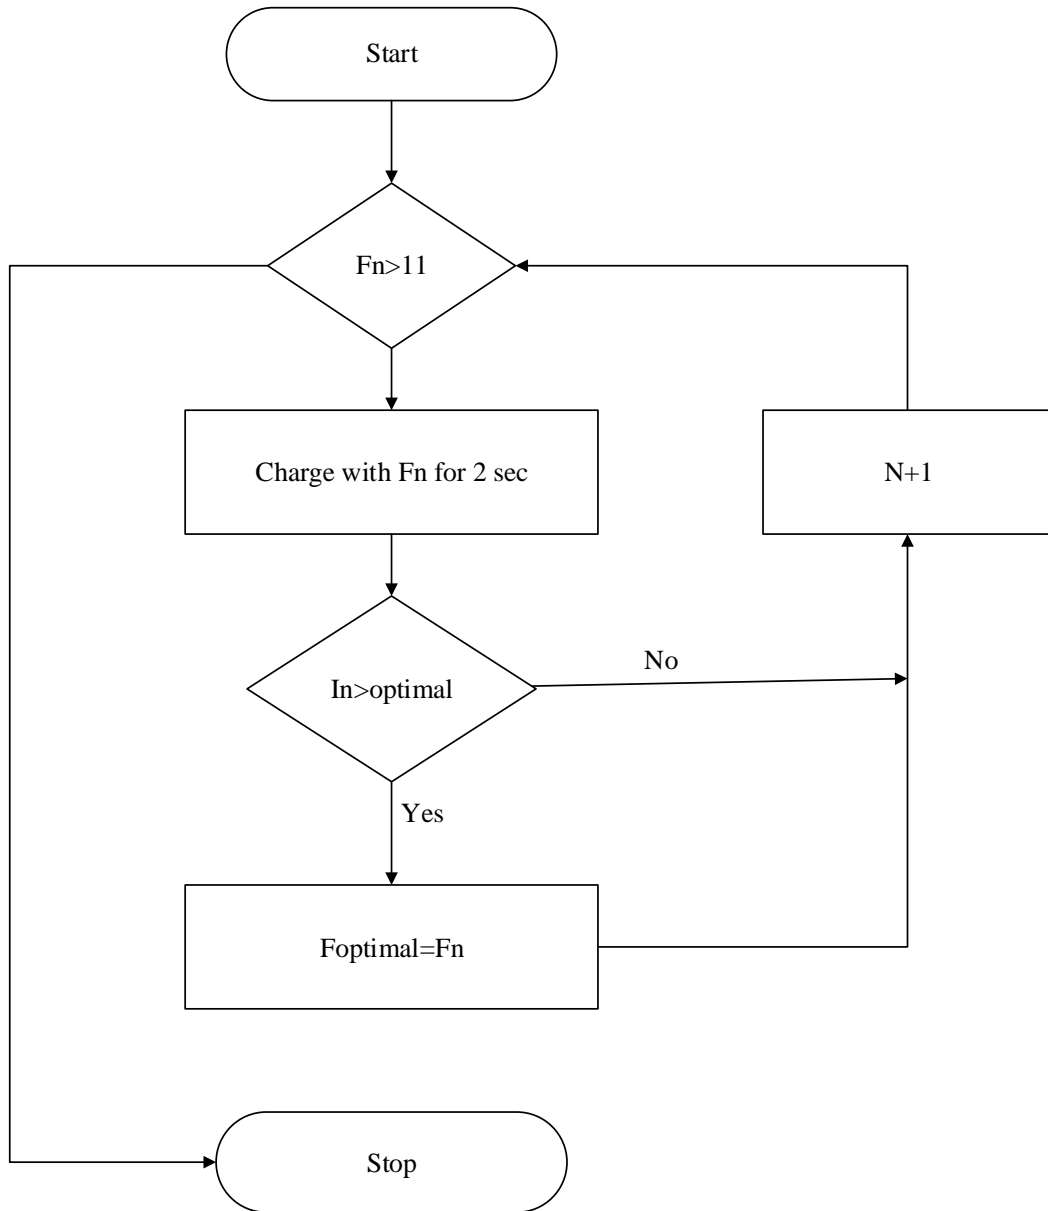 Start
Fn>11
Charge with Fn for 2 sec
N+1
In>optimal
No
Yes
Foptimal=Fn
Stop